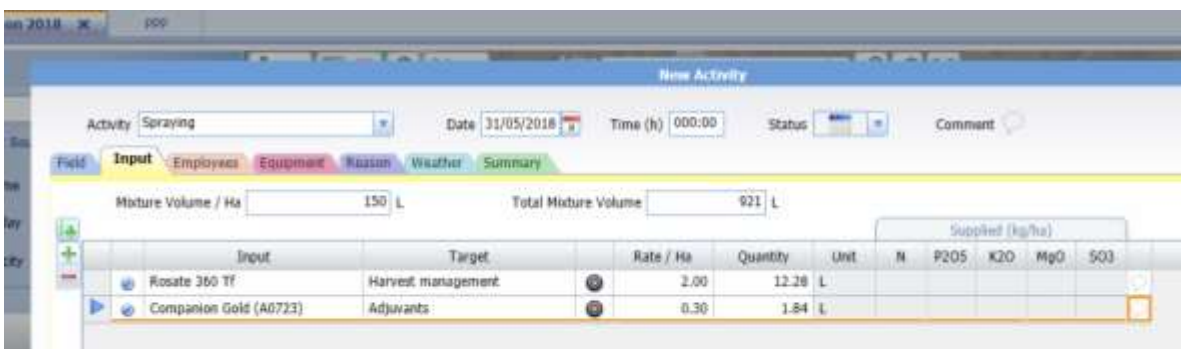 on 2018 ppp
New Activity
Activity Spraying Date 31/05/2018 Time (h) 000:00 Status Comment
Field Input Employees Equipment Reason Weather Summary
Mixture Volume / Ha 150 L Total Mixture Volume 921 L
Supplied (kg/ha)
Input Target Rate / Ha Quantity Unit N P2O5 K2O MgO SO3
Rosate 360 Tf Harvest management 2.00 12.28 L
Companion Gold (A0723) Adjuvants 0.30 1.84 L